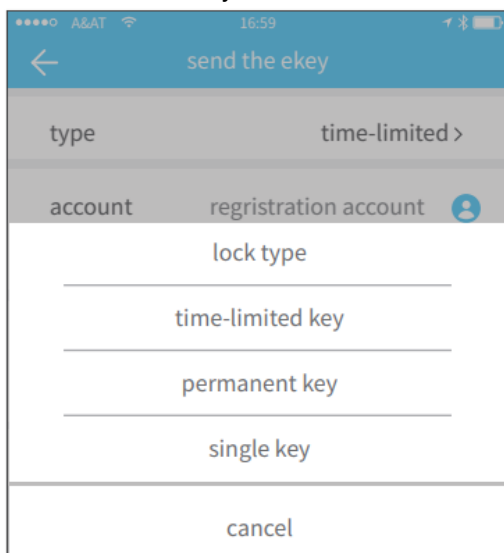 A&AT 16:59
send the ekey
type time-limited >
account regristration account
lock type
time-limited key
permanent key
single key
cancel